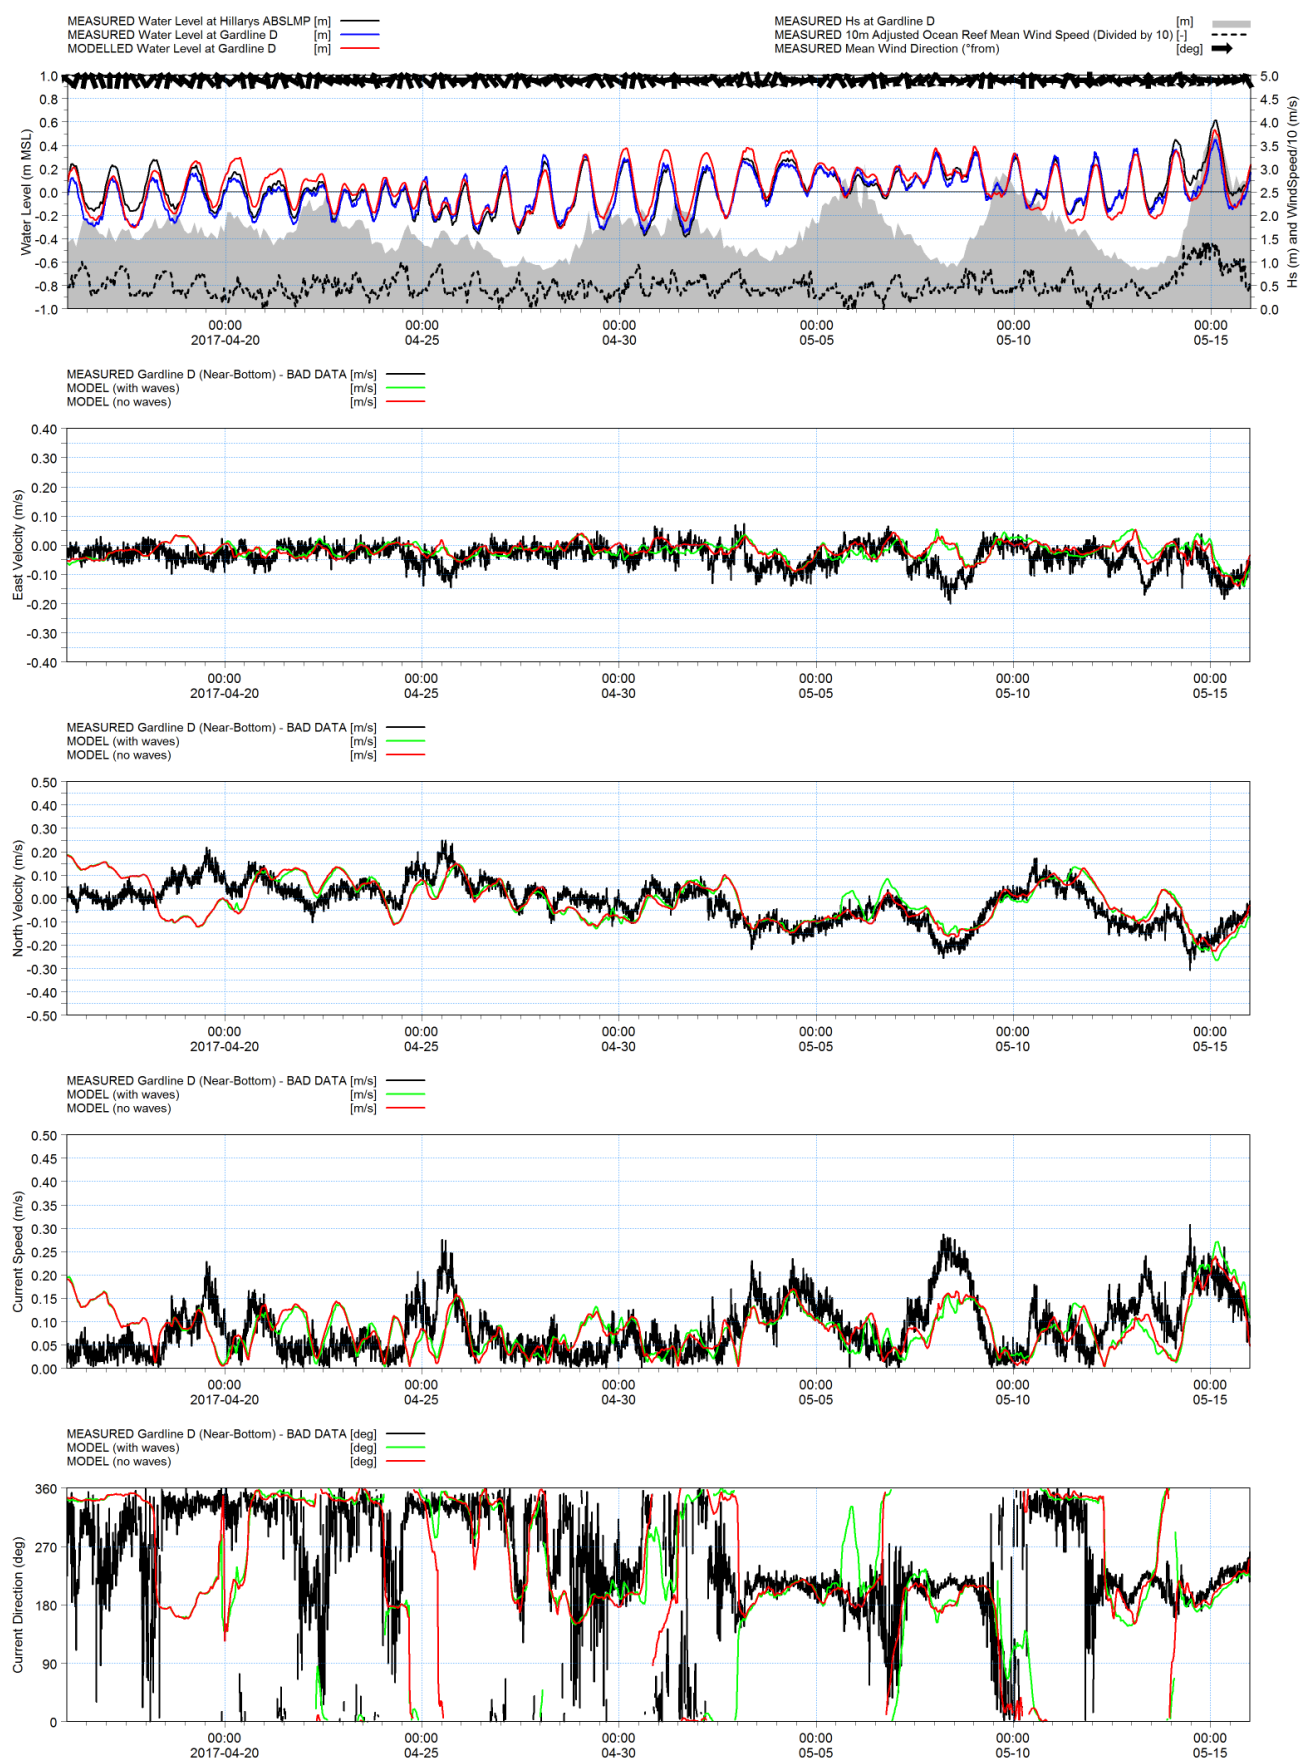 MEASURED Water Level at Hillarys ABSLMP [m]
MEASURED Water Level at Gardline D [m]
MODELLED Water Level at Gardline D [m]
MEASURED Hs at Gardline D [m]
MEASURED 10m Adjusted Ocean Reef Mean Wind Speed (Divided by 10) [-]
MEASURED Mean Wind Direction (°from) [deg]
Water Level (m MSL)
1.0
0.8
0.6
0.4
0.2
0.0
-0.2
-0.4
-0.6
-0.8
-1.0
5.0
4.5
4.0
3.5
3.0
2.5
2.0
1.5
1.0
0.5
0.0
Hs (m) and WindSpeed/10 (m/s)
00:00 00:00 00:00 00:00 00:00 00:00
2017-04-20 04-25 04-30 05-05 05-10 05-15
MEASURED Gardline D (Near-Bottom) - BAD DATA [m/s]
MODEL (with waves) [m/s]
MODEL (no waves) [m/s]
East Velocity (m/s)
0.40
0.30
0.20
0.10
0.00
-0.10
-0.20
-0.30
-0.40
00:00 00:00 00:00 00:00 00:00 00:00
2017-04-20 04-25 04-30 05-05 05-10 05-15
MEASURED Gardline D (Near-Bottom) - BAD DATA [m/s]
MODEL (with waves) [m/s]
MODEL (no waves) [m/s]
North Velocity (m/s)
0.50
0.40
0.30
0.20
0.10
0.00
-0.10
-0.20
-0.30
-0.40
-0.50
00:00 00:00 00:00 00:00 00:00 00:00
2017-04-20 04-25 04-30 05-05 05-10 05-15
MEASURED Gardline D (Near-Bottom) - BAD DATA [m/s]
MODEL (with waves) [m/s]
MODEL (no waves) [m/s]
Current Speed (m/s)
0.50
0.45
0.40
0.35
0.30
0.25
0.20
0.15
0.10
0.05
0.00
00:00 00:00 00:00 00:00 00:00 00:00
2017-04-20 04-25 04-30 05-05 05-10 05-15
MEASURED Gardline D (Near-Bottom) - BAD DATA [deg]
MODEL (with waves) [deg]
MODEL (no waves) [deg]
Current Direction (deg)
360
270
180
90
0
00:00 00:00 00:00 00:00 00:00 00:00
2017-04-20 04-25 04-30 05-05 05-10 05-15